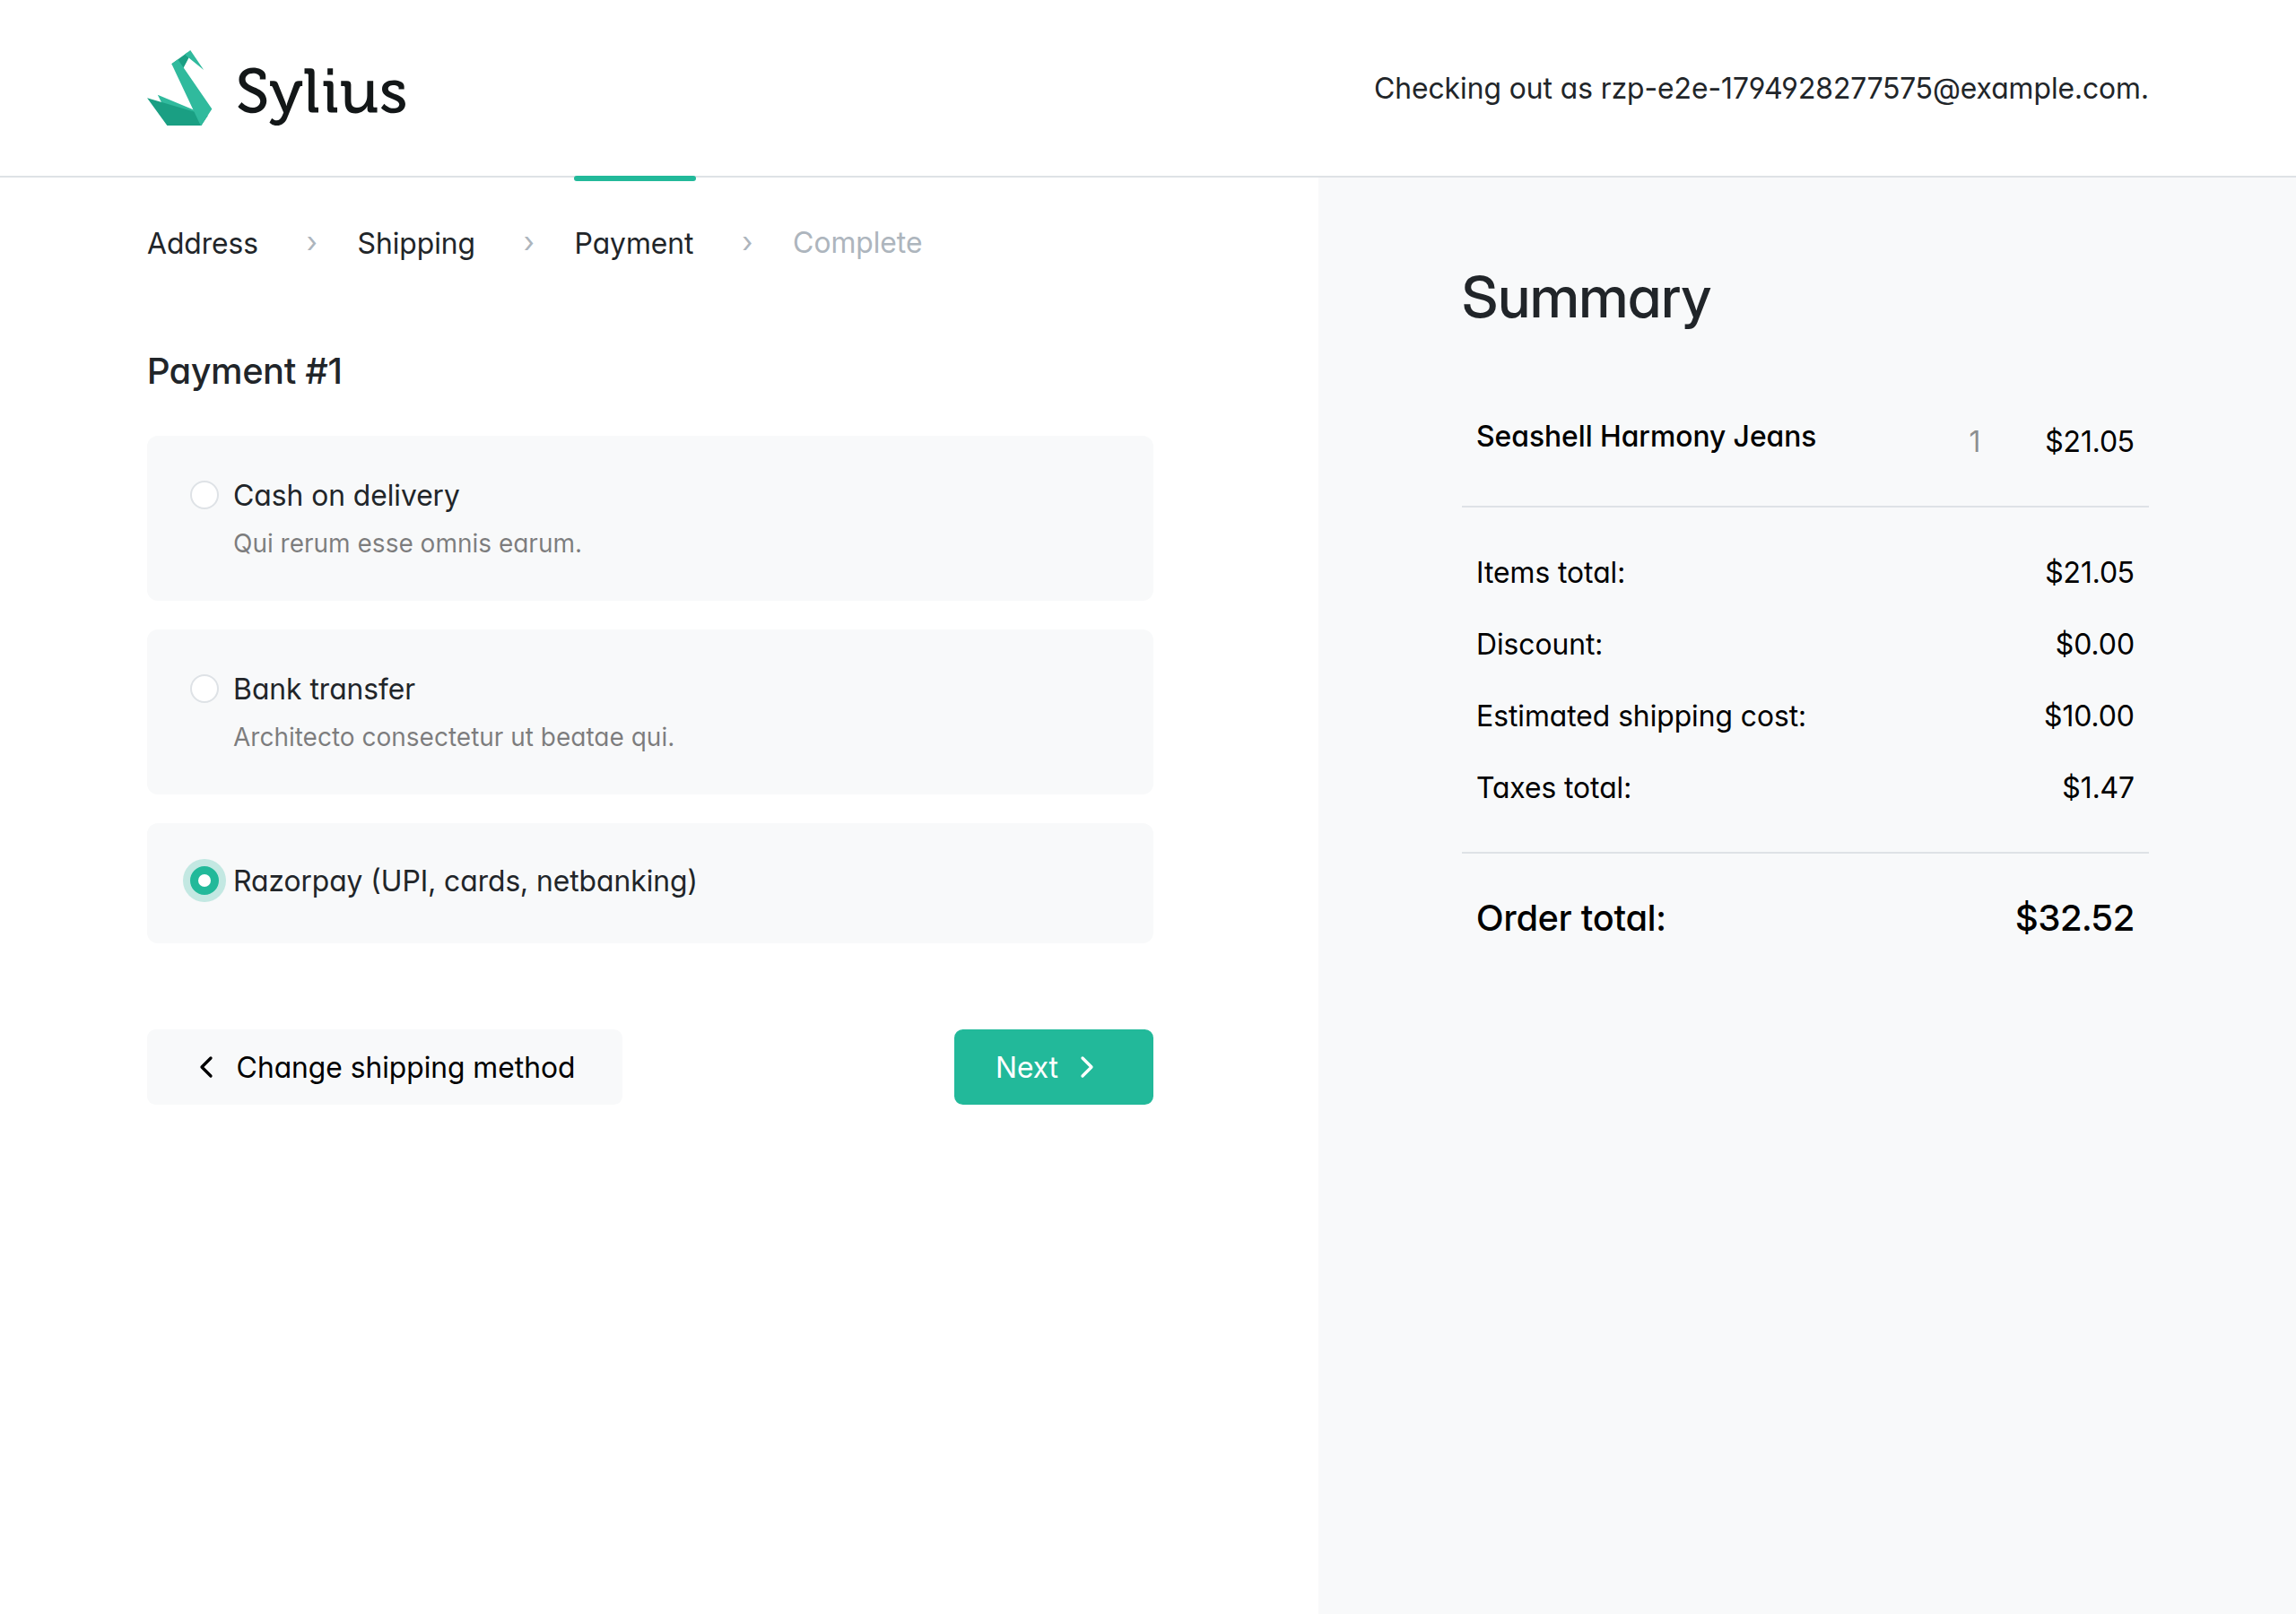 Sylius
Checking out as rzp-e2e-1794928277575@example.com.
Address › Shipping › Payment › Complete
Payment #1
Cash on delivery
Qui rerum esse omnis earum.
Bank transfer
Architecto consectetur ut beatae qui.
Razorpay (UPI, cards, netbanking)
Change shipping method
Next
Summary
Seashell Harmony Jeans 1 $21.05
Items total: $21.05
Discount: $0.00
Estimated shipping cost: $10.00
Taxes total: $1.47
Order total: $32.52